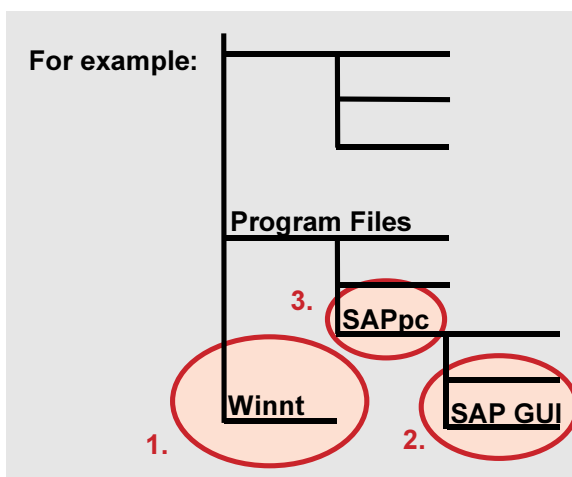 For example:
Program Files
3.
SAPpc
Winnt
SAP GUI
1.
2.